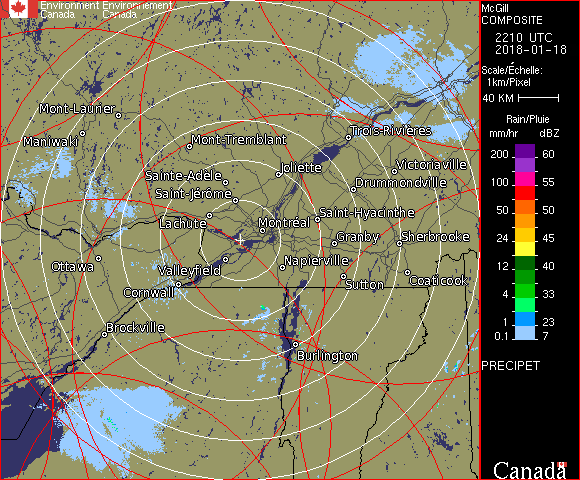 Environment Environnement
Canada Canada
McGill
COMPOSITE
2210 UTC
2018-01-18
Scale/Échelle:
1km/Pixel
40 KM
Rain/Pluie
mm/hr dBZ
200 60
100 55
50 50
24 45
12 40
4 33
1 23
0.1 7
PRECIPET
Canada
Mont-Laurier
Maniwaki
Mont-Tremblant
Trois-Rivières
Joliette
Victoriaville
Sainte-Adèle
Drummondville
Saint-Jérôme
Saint-Hyacinthe
Lachute
Montréal
Granby
Sherbrooke
Ottawa
Valleyfield
Napierville
Cornwall
Sutton
Coaticook
Brockville
Burlington